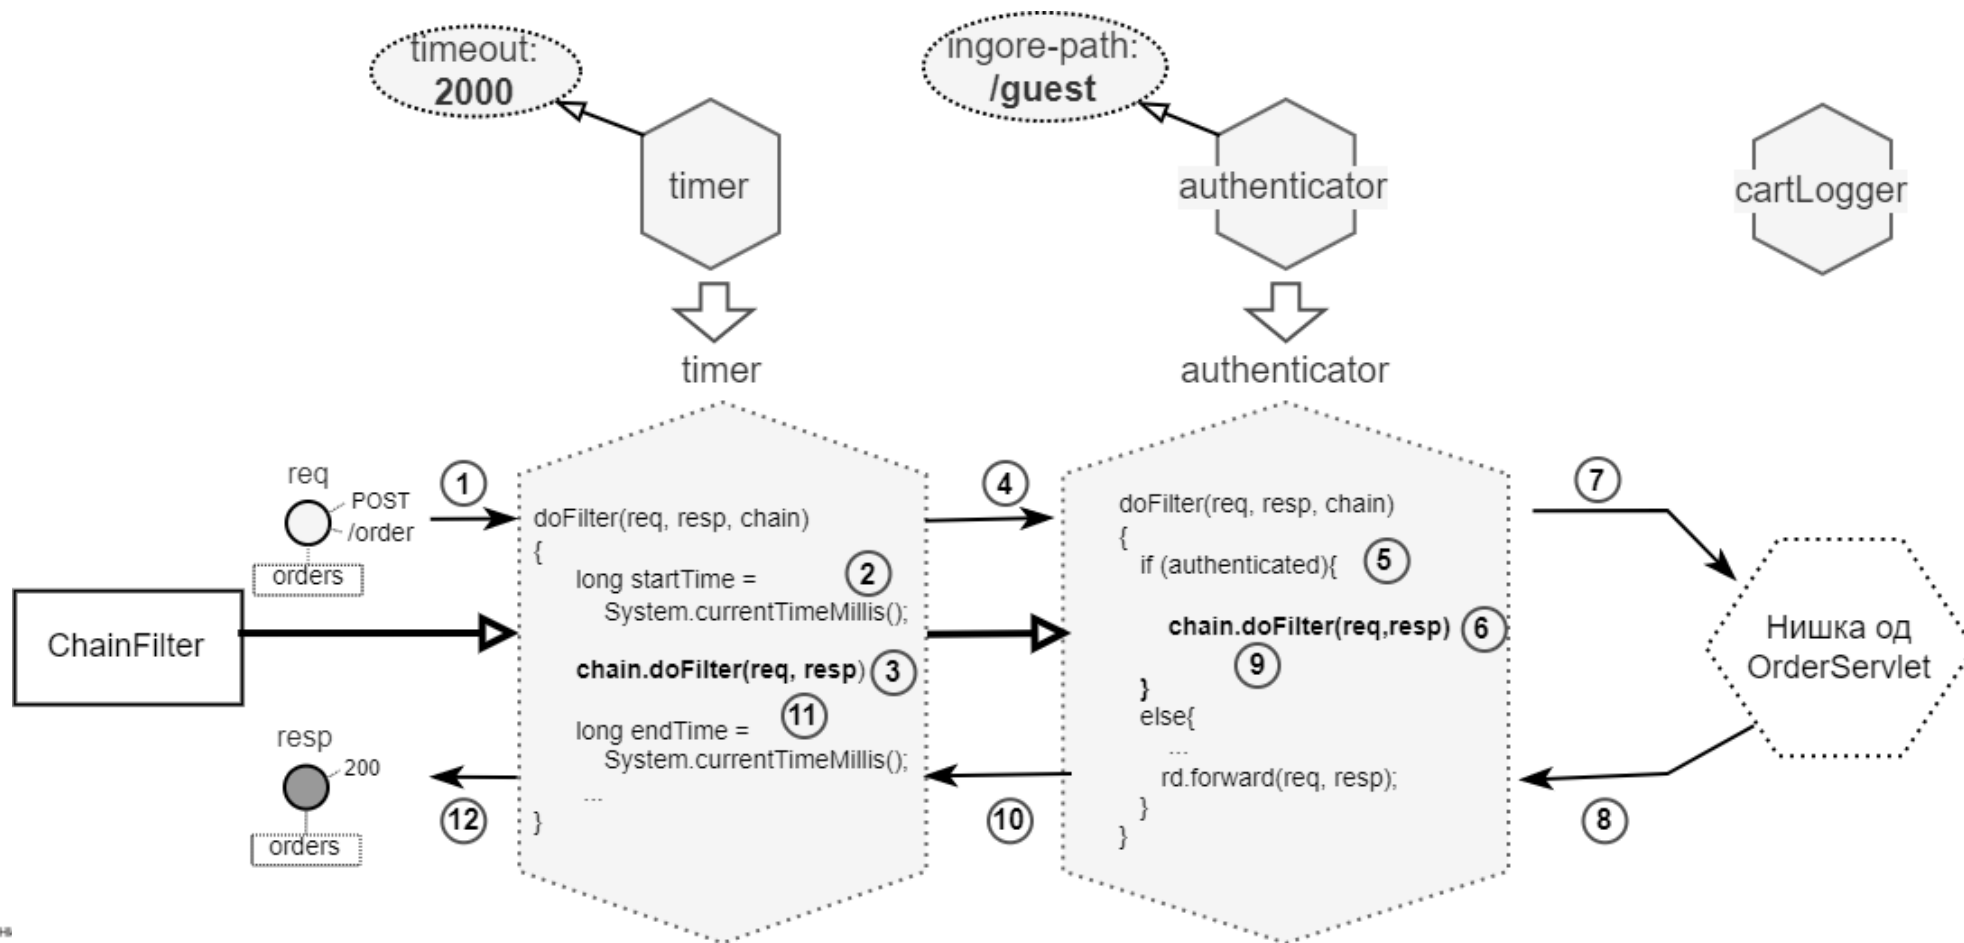 timeout:
2000
ingore-path:
/guest
timer
authenticator
cartLogger
timer
authenticator
req
POST
/order
orders
1
4
7
doFilter(req, resp, chain)
{
long startTime =
2
System.currentTimeMillis();
chain.doFilter(req, resp)
3
11
long endTime =
System.currentTimeMillis();
...
}
doFilter(req, resp, chain)
{
if (authenticated){
5
chain.doFilter(req,resp)
6
9
}
else{
...
rd.forward(req, resp);
}
}
ChainFilter
Нишка од
OrderServlet
resp
200
orders
12
10
8